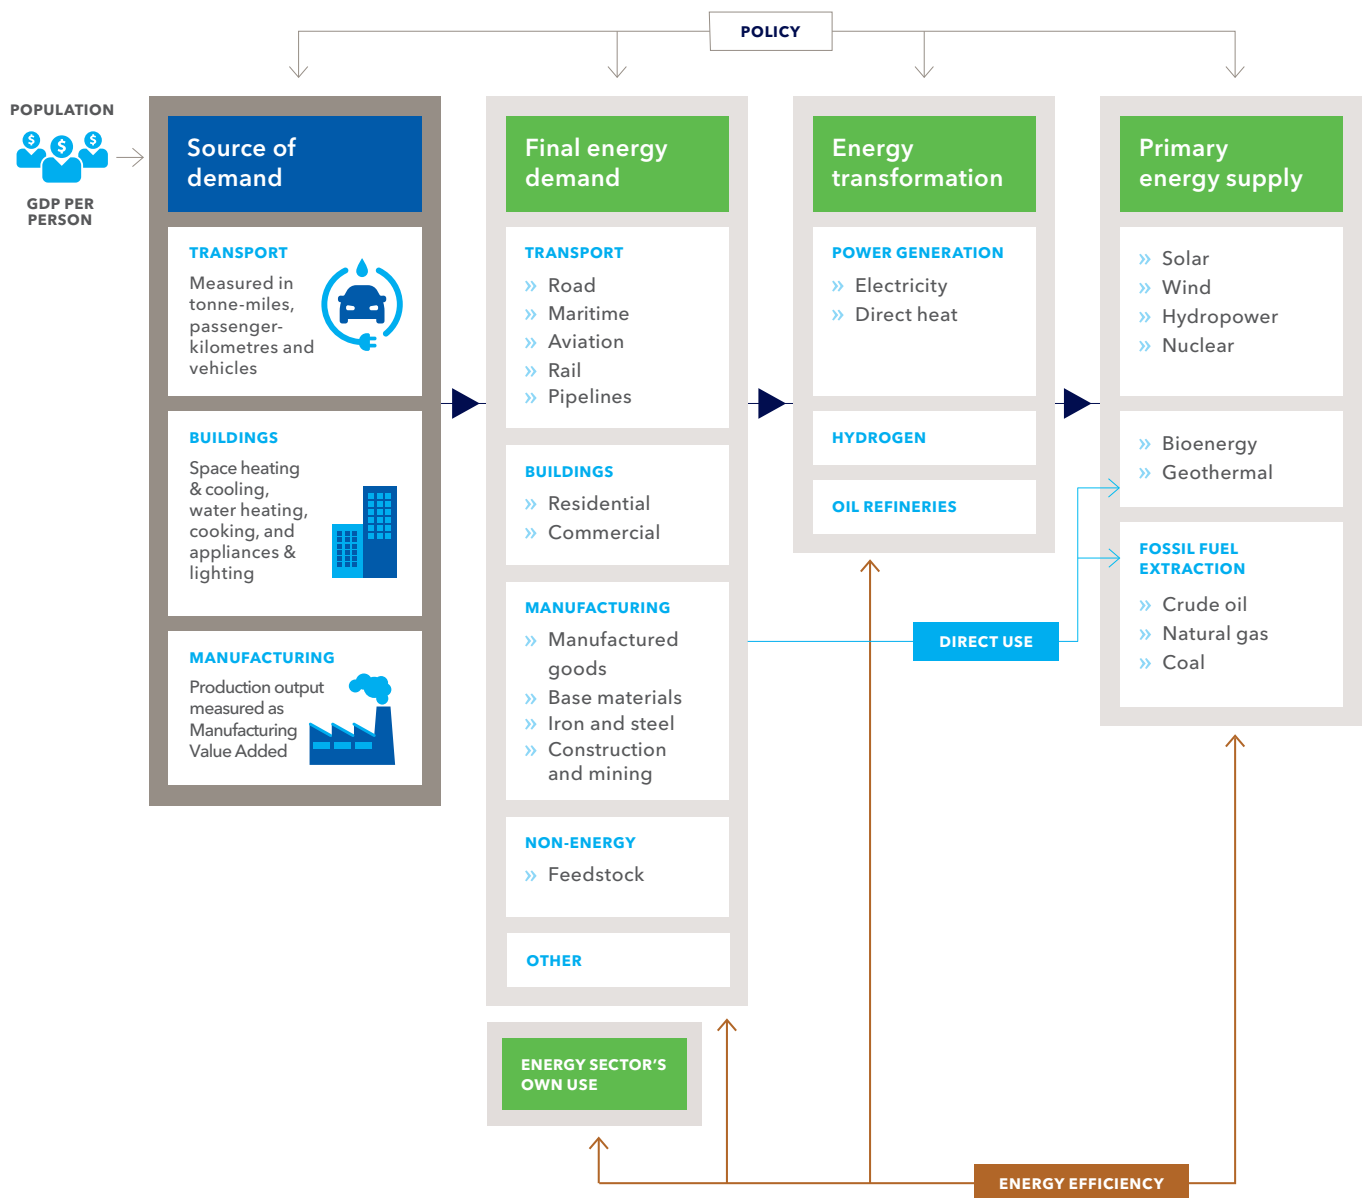 POLICY
POPULATION
$ $ $
GDP PER
PERSON
Source of
demand
TRANSPORT
Measured in
tonne-miles,
passenger-
kilometres and
vehicles
BUILDINGS
Space heating
& cooling,
water heating,
cooking, and
appliances &
lighting
MANUFACTURING
Production output
measured as
Manufacturing
Value Added
Final energy
demand
TRANSPORT
» Road
» Maritime
» Aviation
» Rail
» Pipelines
BUILDINGS
» Residential
» Commercial
MANUFACTURING
» Manufactured
goods
» Base materials
» Iron and steel
» Construction
and mining
NON-ENERGY
» Feedstock
OTHER
ENERGY SECTOR'S
OWN USE
Energy
transformation
POWER GENERATION
» Electricity
» Direct heat
HYDROGEN
OIL REFINERIES
DIRECT USE
Primary
energy supply
» Solar
» Wind
» Hydropower
» Nuclear
» Bioenergy
» Geothermal
FOSSIL FUEL
EXTRACTION
» Crude oil
» Natural gas
» Coal
ENERGY EFFICIENCY